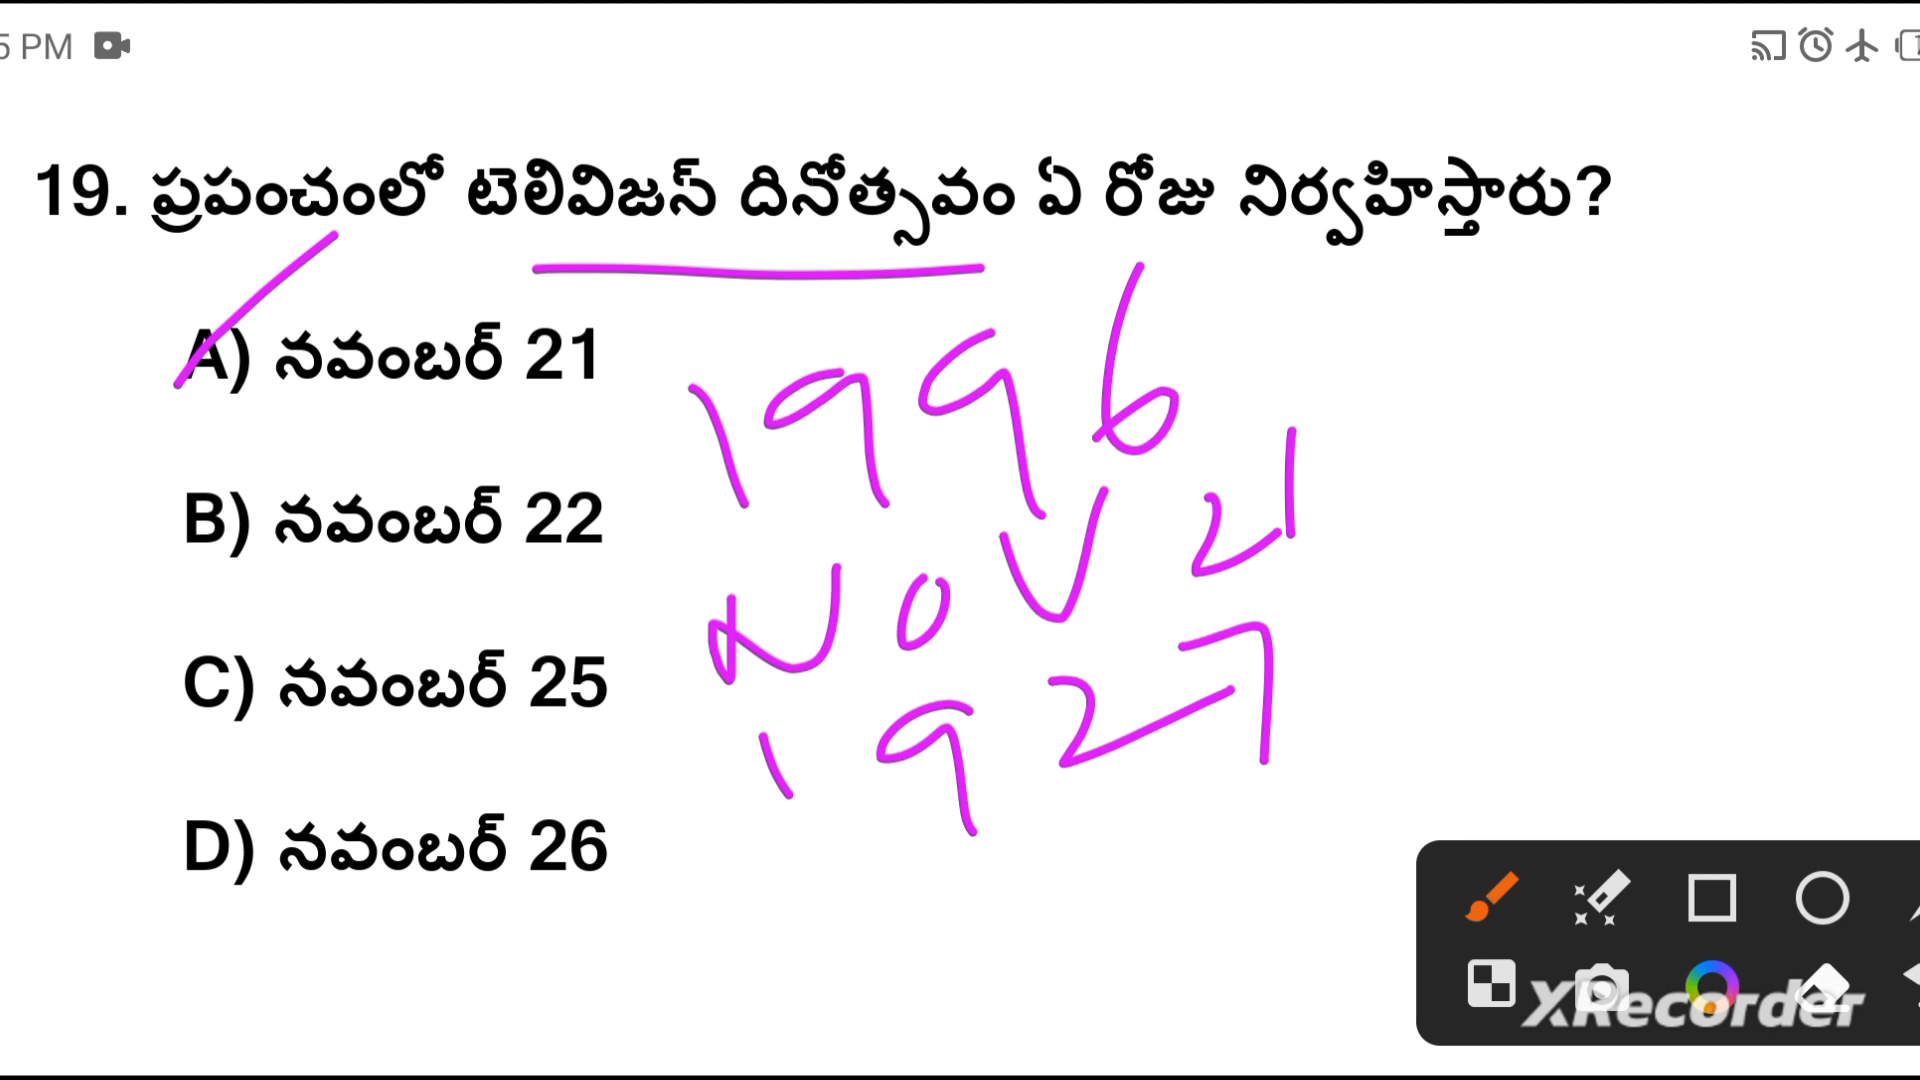 5 PM
19. ప్రపంచంలో టెలివిజన్ దినోత్సవం ఏ రోజు నిర్వహిస్తారు?
A) నవంబర్ 21
1996
B) నవంబర్ 22
NOV 21
C) నవంబర్ 25
1927
D) నవంబర్ 26
XRecorder